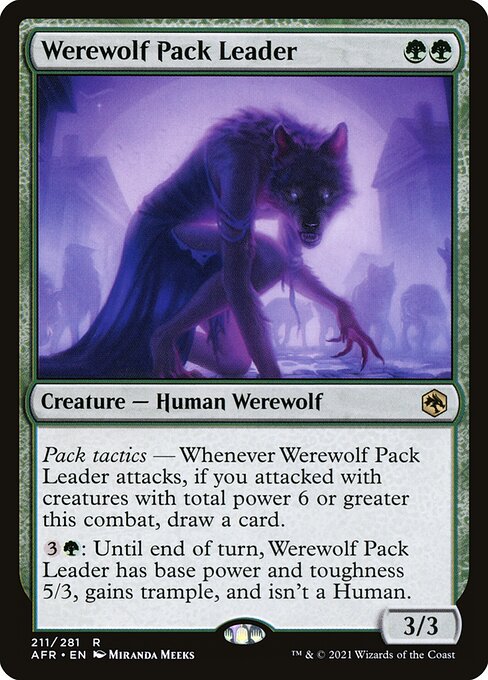 Werewolf Pack Leader
Creature — Human Werewolf
Pack tactics — Whenever Werewolf Pack
Leader attacks, if you attacked with
creatures with total power 6 or greater
this combat, draw a card.
3: Until end of turn, Werewolf Pack
Leader has base power and toughness
5/3, gains trample, and isn't a Human.
3/3
211/281 R
AFR • EN Miranda Meeks
™ & © 2021 Wizards of the Coast